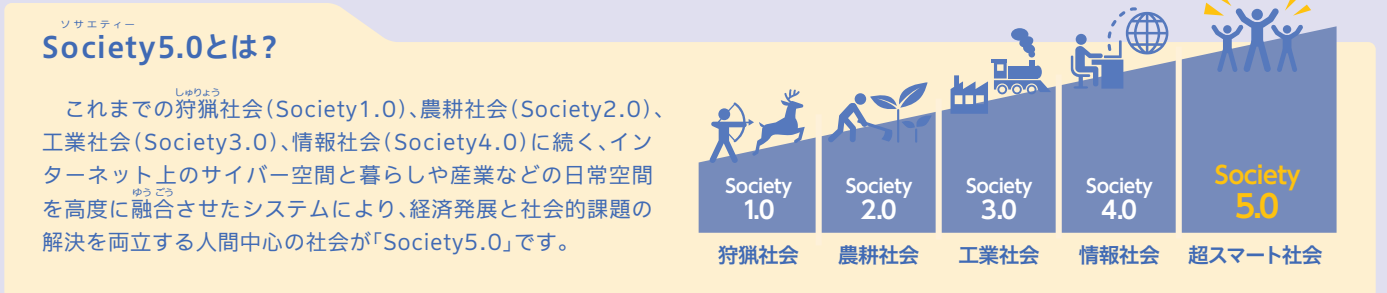 ソサエティー
Society5.0とは？
しゅりょう
これまでの狩猟社会（Society1.0）、農耕社会（Society2.0）、
工業社会（Society3.0）、情報社会（Society4.0）に続く、イン
ターネット上のサイバー空間と暮らしや産業などの日常空間
ゆうごう
を高度に融合させたシステムにより、経済発展と社会的課題の
解決を両立する人間中心の社会が「Society5.0」です。
Society
1.0
狩猟社会
Society
2.0
農耕社会
Society
3.0
工業社会
Society
4.0
情報社会
Society
5.0
超スマート社会